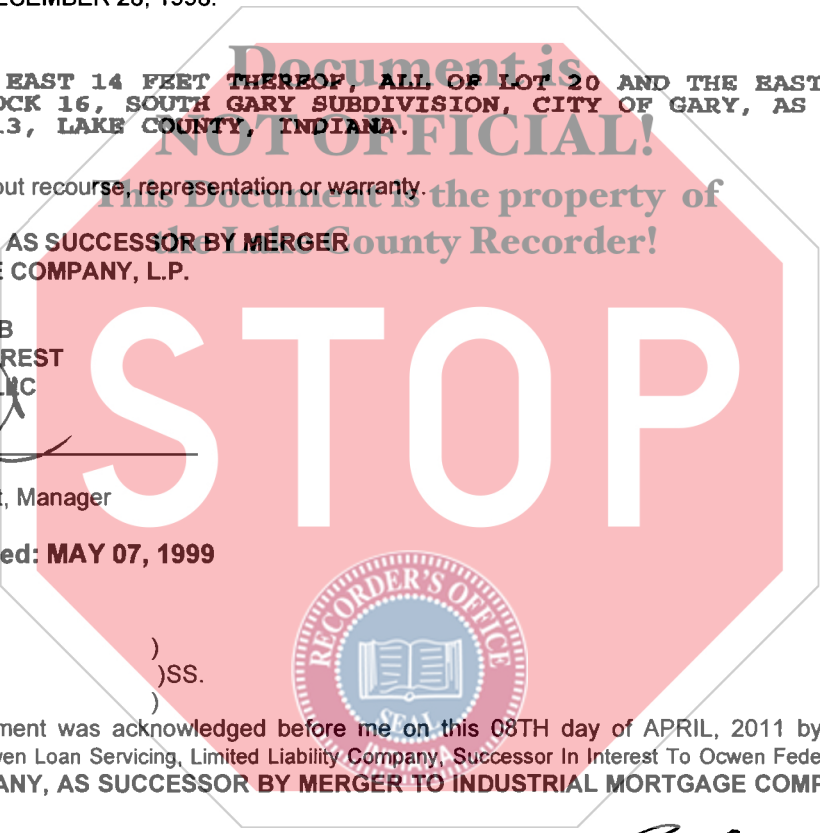 ECEMBER 28, 1998.
Document is
EAST 14 FEET THEREOF, ALL OF LOT 20 AND THE EAST
OCK 16, SOUTH GARY SUBDIVISION, CITY OF GARY, AS
13, LAKE COUNTY, INDIANA.
NOT OFFICIAL!
out recourse, representation or warranty.
This Document is the property of
AS SUCCESSOR BY MERGER
the Lake County Recorder!
E COMPANY, L.P.
B
REST
LLC
STOP
t, Manager
ed: MAY 07, 1999
RECORDER'S OFFICE
)
)SS.
)
SEAL
ment was acknowledged before me on this 08TH day of APRIL, 2011 by
wen Loan Servicing, Limited Liability Company, Successor In Interest To Ocwen Fede
INDIANA
ANY, AS SUCCESSOR BY MERGER TO INDUSTRIAL MORTGAGE COMP